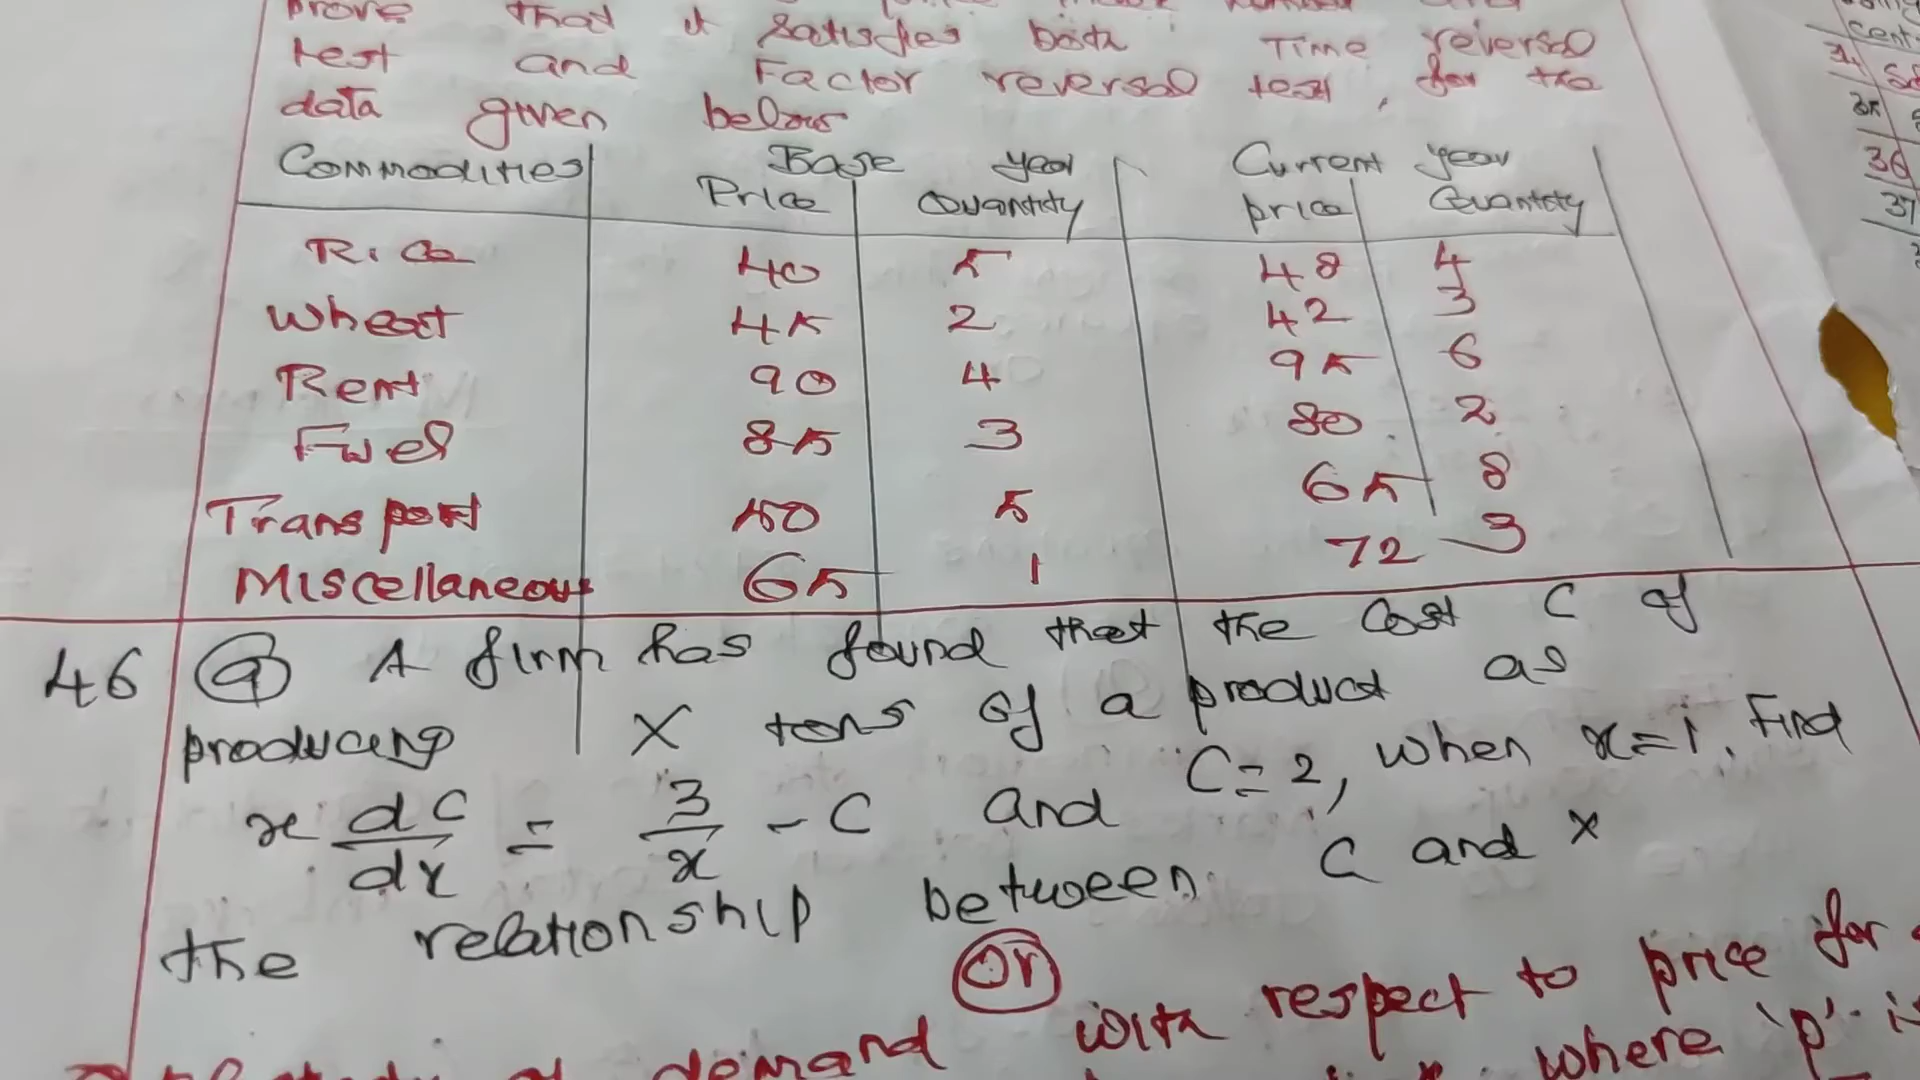 prove that it satisfies both Time reversal
test and Factor reversal test, for the
data given below
Commodities Base year Current year
Price Quantity price Quantity
Rice 40 5 48 4
Wheat 45 2 42 3
Rent 90 4 95 6
Fuel 85 3 80 2
Transport 50 5 65 8
Miscellaneous 65 1 72 3
46 (a) A firm has found that the cost C of
producing X tons of a product as
x dC/dx = 3/x - C and C = 2, when x = 1. Find
the relationship between C and x
Or
demand with respect to price for
where 'p'
36
37